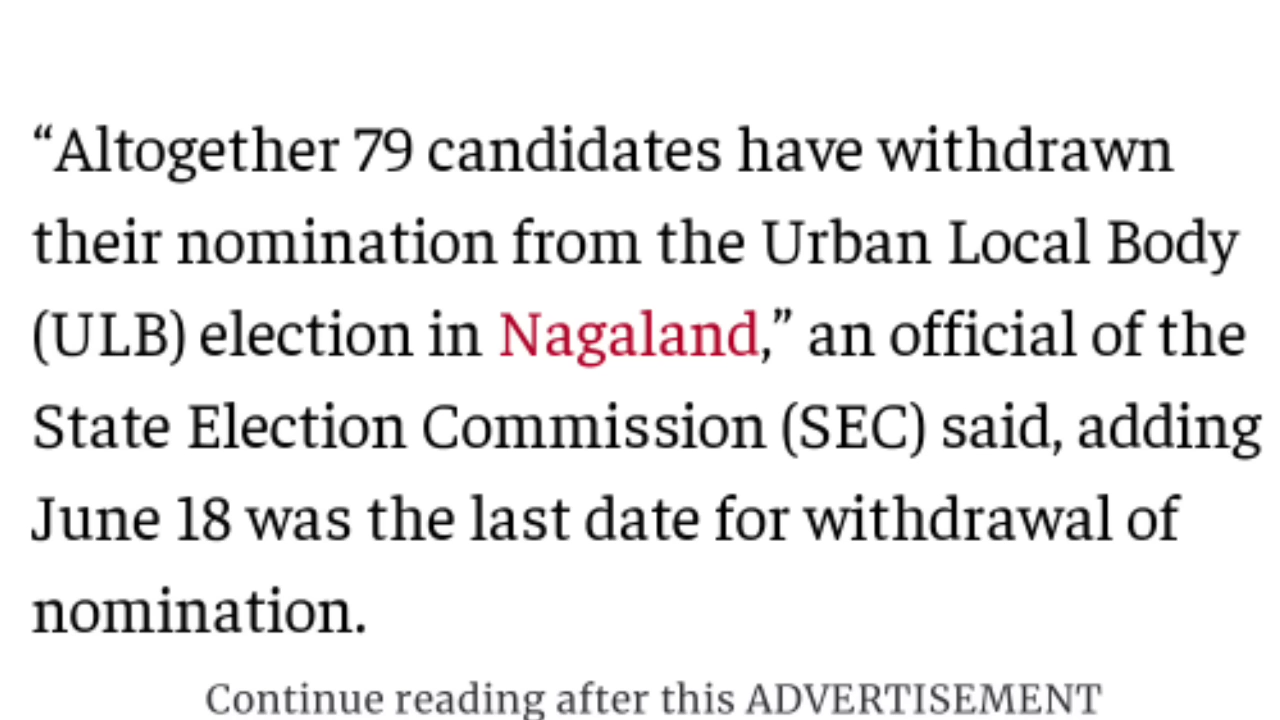 “Altogether 79 candidates have withdrawn
their nomination from the Urban Local Body
(ULB) election in Nagaland,” an official of the
State Election Commission (SEC) said, adding
June 18 was the last date for withdrawal of
nomination.
Continue reading after this ADVERTISEMENT